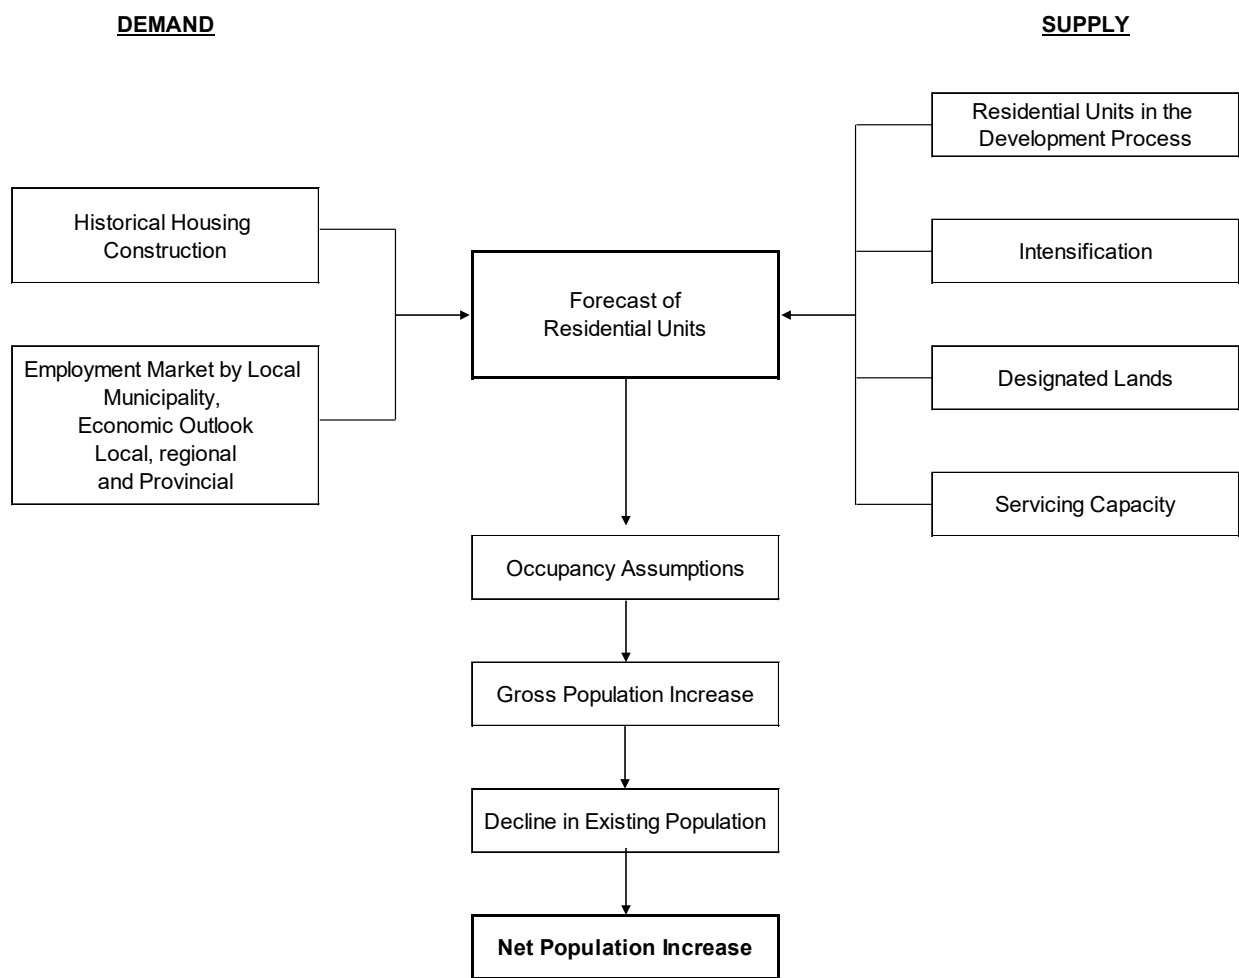 DEMAND
SUPPLY
Residential Units in the
Development Process
Historical Housing
Construction
Intensification
Forecast of
Residential Units
Employment Market by Local
Municipality,
Economic Outlook
Local, regional
and Provincial
Designated Lands
Servicing Capacity
Occupancy Assumptions
Gross Population Increase
Decline in Existing Population
Net Population Increase